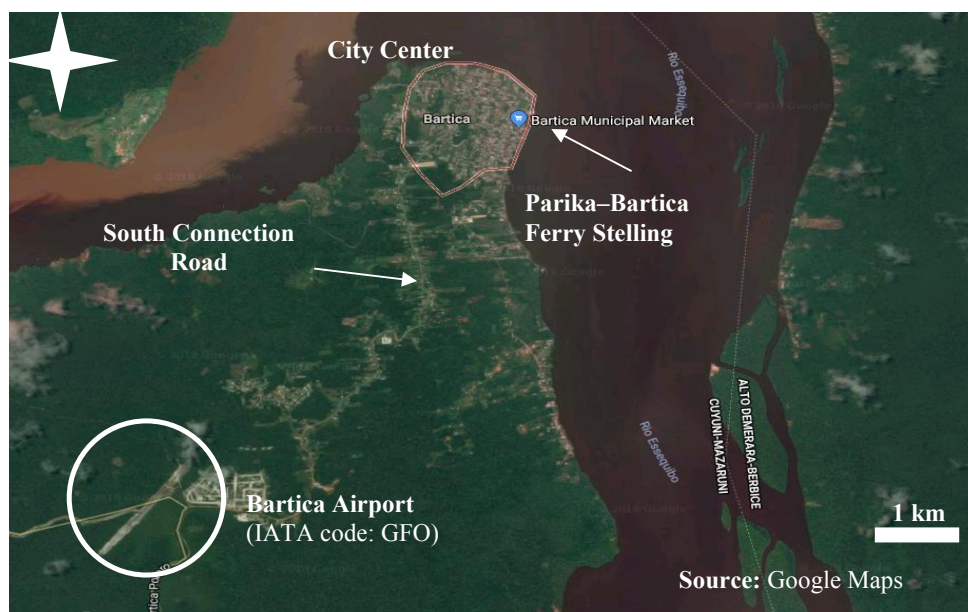 City Center
Rio Essequibo
Bartica
Bartica Municipal Market
Parika–Bartica
Ferry Stelling
South Connection
Road
ALTO DEMERARA-BERBICE
CUYUNI-MAZARUNI
Rio Essequibo
Bartica Airport
(IATA code: GFO)
1 km
Source: Google Maps